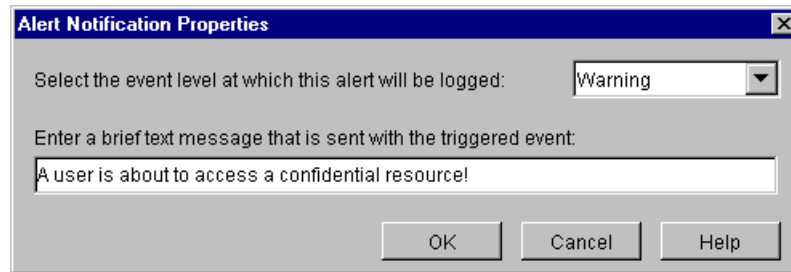 Alert Notification Properties
Select the event level at which this alert will be logged: Warning
Enter a brief text message that is sent with the triggered event:
A user is about to access a confidential resource!
OK Cancel Help